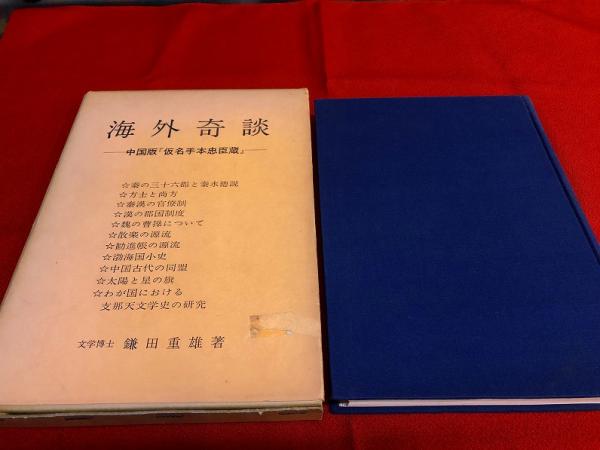 海外奇談
――中国版『仮名手本忠臣蔵』――
☆秦の三十六郡と秦水徳説
☆方士と尚方
☆秦漢の官僚制
☆漢の郡国制度
☆魏の曹操について
☆散楽の源流
☆勧進帳の源流
☆渤海国小史
☆中国古代の同盟
☆太陽と星の旗
☆わが国における
支那天文学史の研究
文学博士 鎌田重雄著